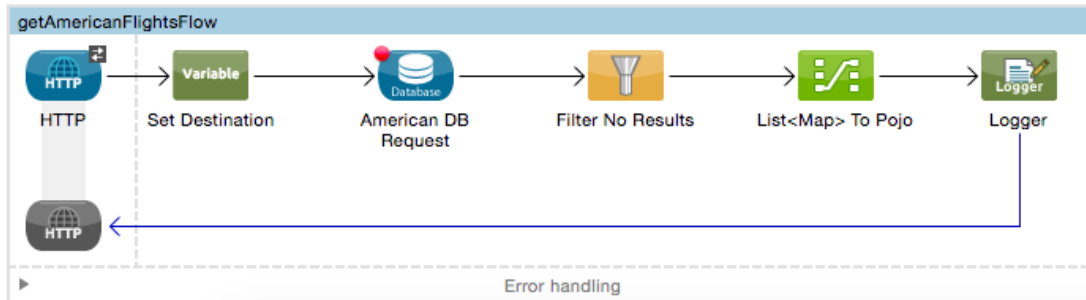 getAmericanFlightsFlow
HTTP
Variable
Database
Logger
HTTP
Set Destination
American DB
Request
Filter No Results
List<Map> To Pojo
Logger
HTTP
Error handling